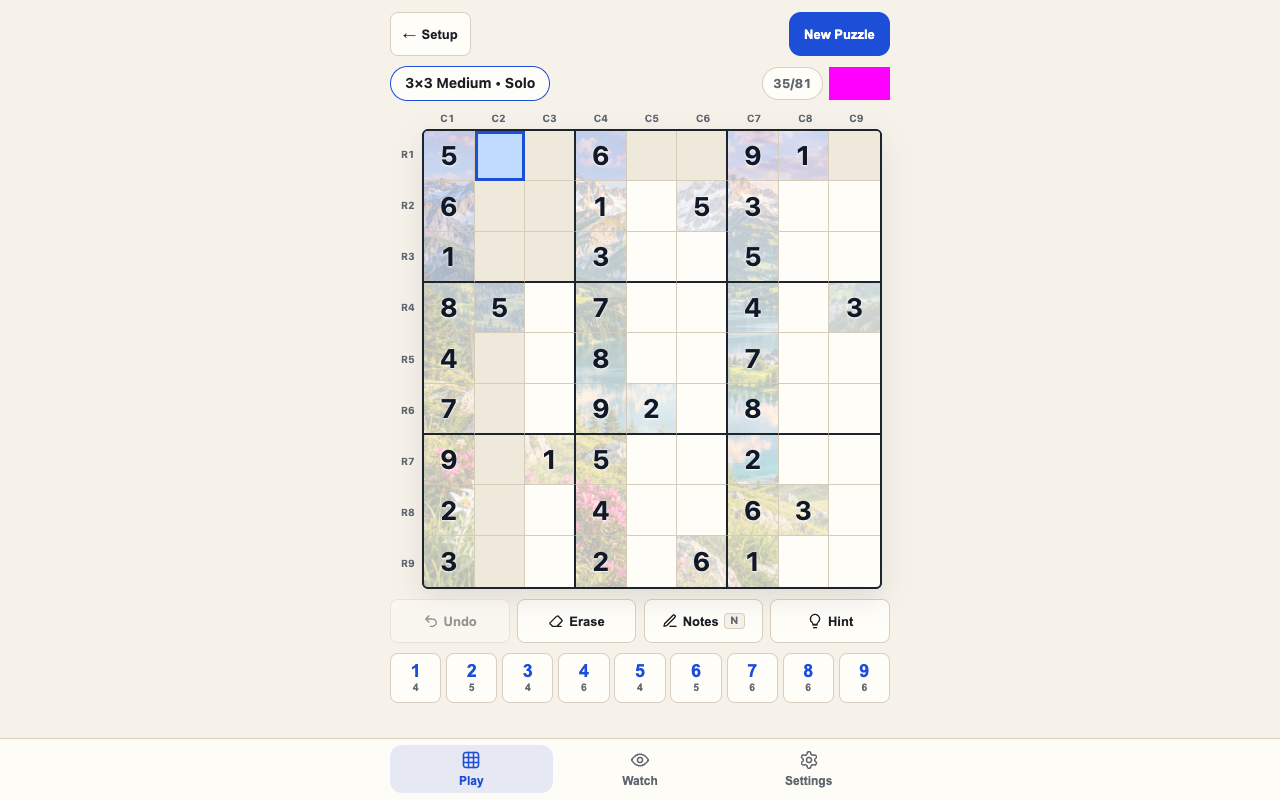 ← Setup
New Puzzle
3×3 Medium • Solo
35/81
C1 C2 C3 C4 C5 C6 C7 C8 C9
R1 5 6 9 1
R2 6 1 5 3
R3 1 3 5
R4 8 5 7 4 3
R5 4 8 7
R6 7 9 2 8
R7 9 1 5 2
R8 2 4 6 3
R9 3 2 6 1
Undo Erase Notes N Hint
1 2 3 4 5 6 7 8 9
4 5 4 6 4 5 6 6 6
Play Watch Settings